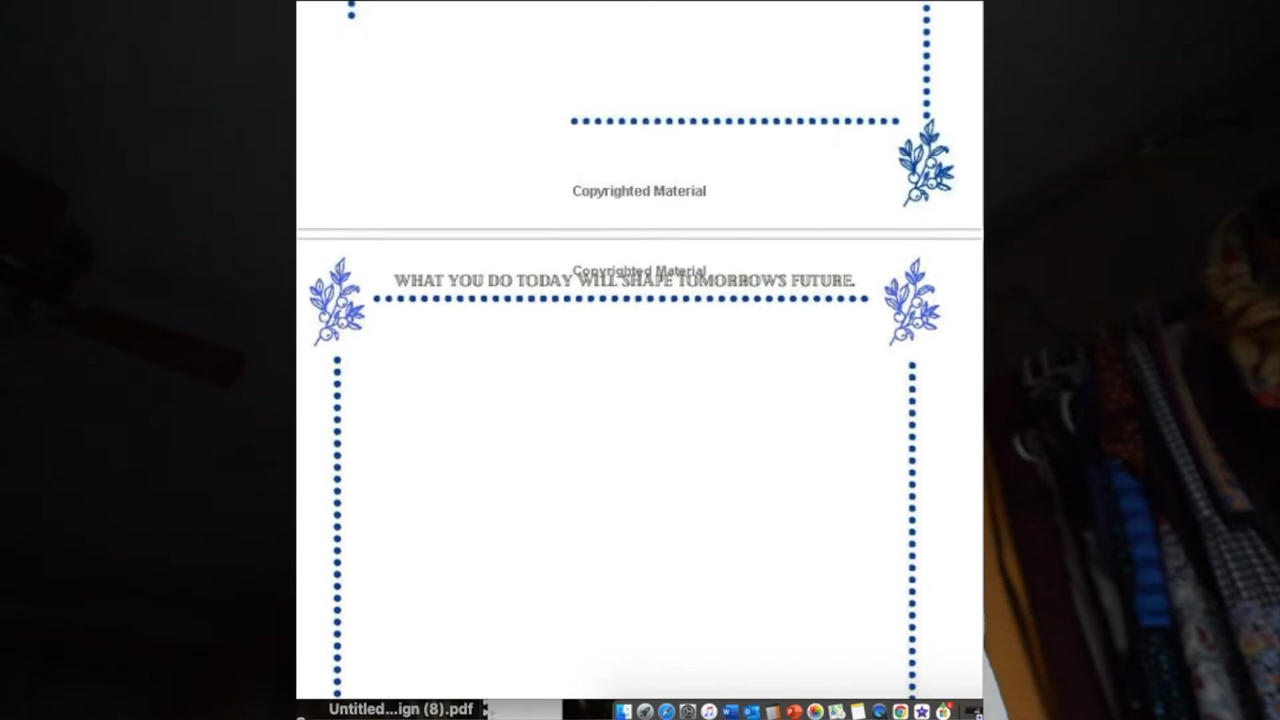 Copyrighted Material
Copyrighted Material
WHAT YOU DO TODAY WILL SHAPE TOMORROWS FUTURE.
Untitled...ign (8).pdf